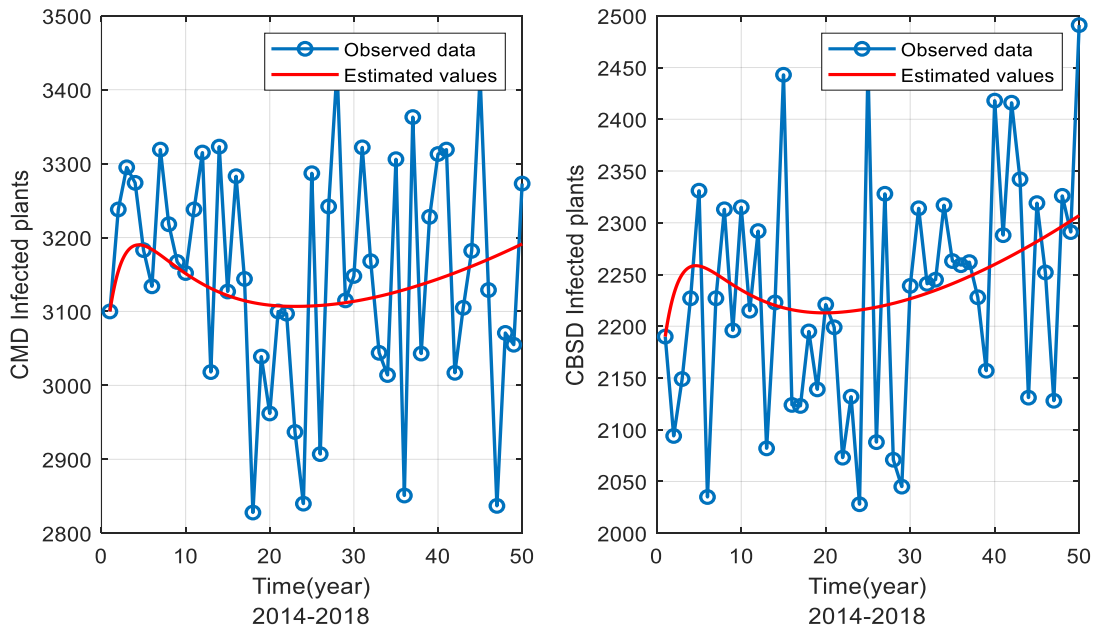 3500
3400
3300
3200
3100
3000
2900
2800
CMD Infected plants
Observed data
Estimated values
0 10 20 30 40 50
Time(year)
2014-2018
2500
2450
2400
2350
2300
2250
2200
2150
2100
2050
2000
CBSD Infected plants
Observed data
Estimated values
0 10 20 30 40 50
Time(year)
2014-2018